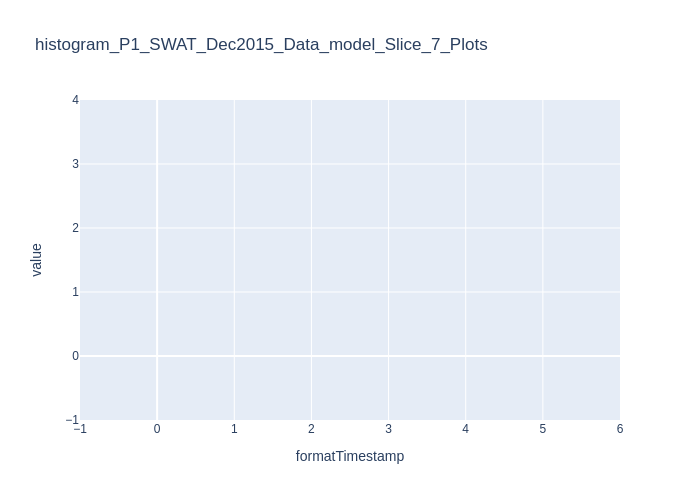 histogram_P1_SWAT_Dec2015_Data_model_Slice_7_Plots
4
3
2
1
0
−1
value
−1 0 1 2 3 4 5 6
formatTimestamp